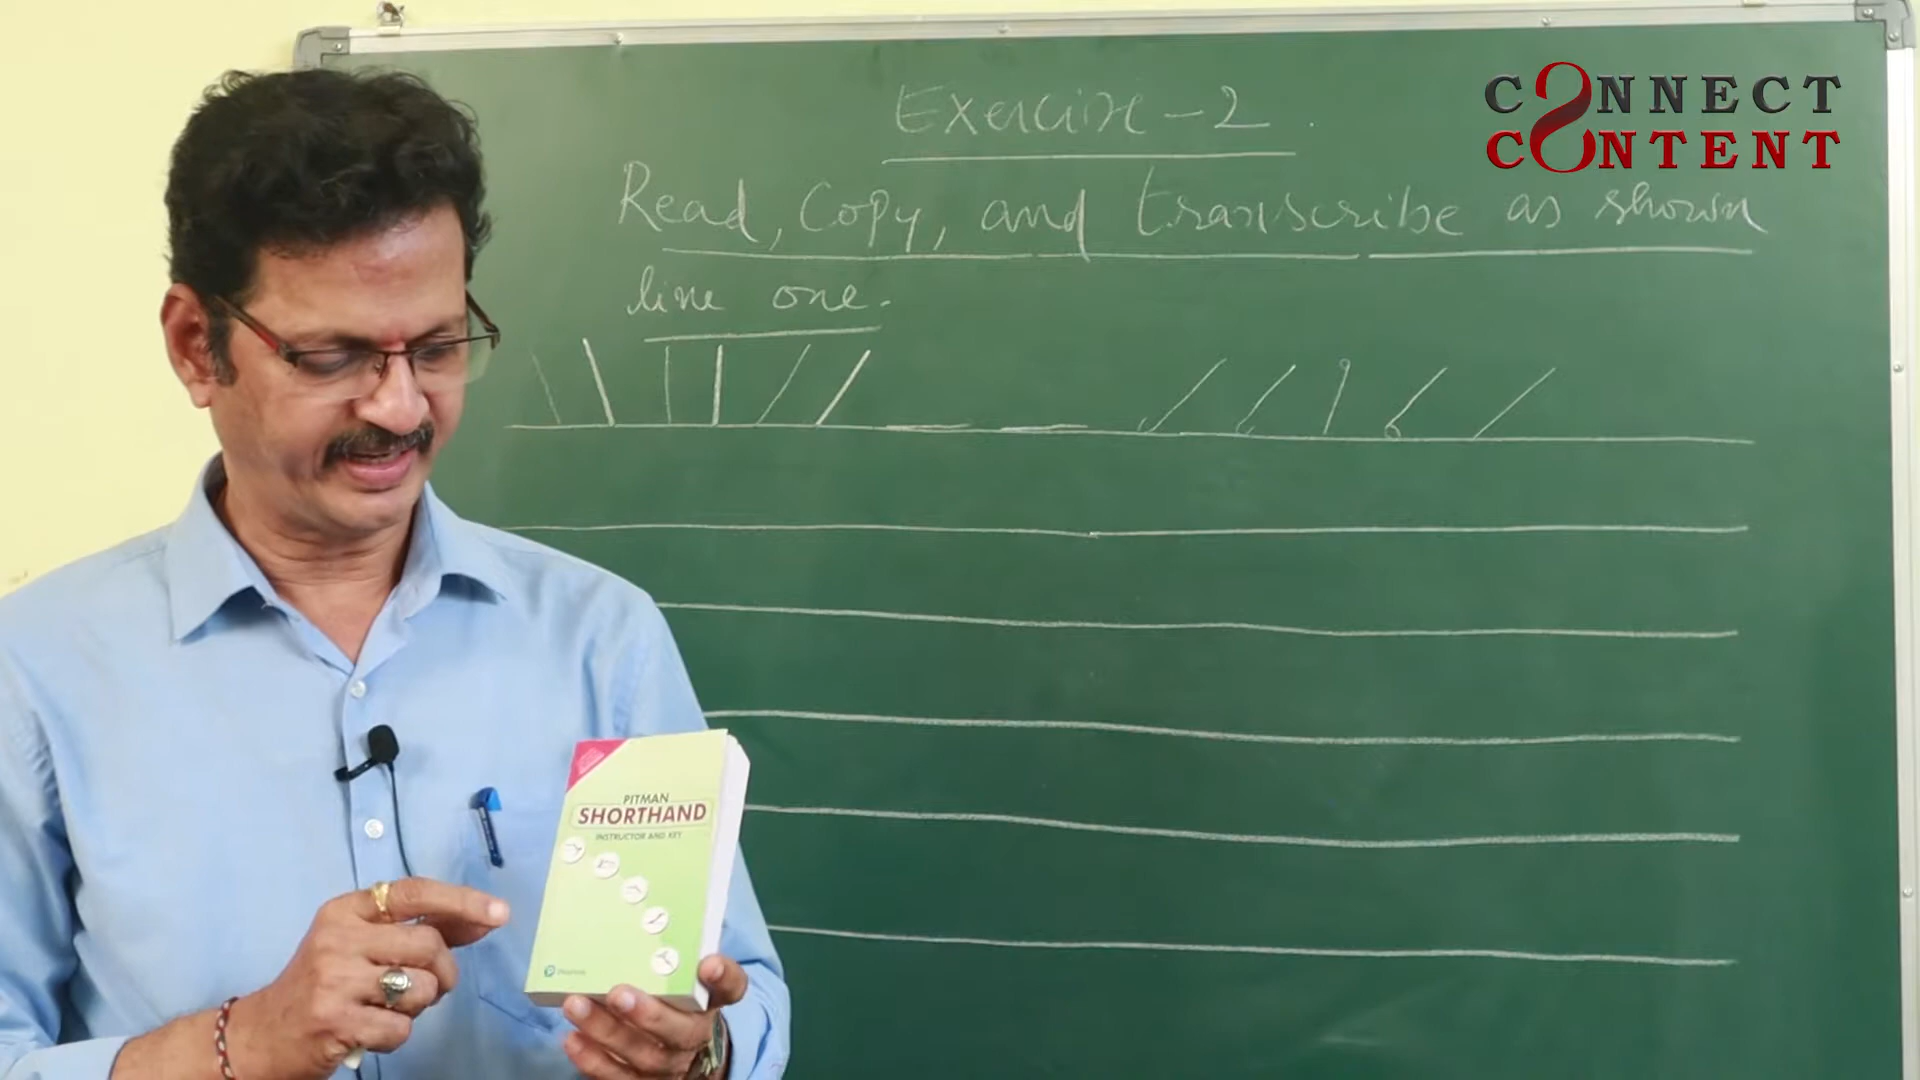 Exercise - 2.
CONNECT
CONTENT
Read, Copy, and transcribe as shown
line one.
PITMAN
SHORTHAND
INSTRUCTOR AND KEY